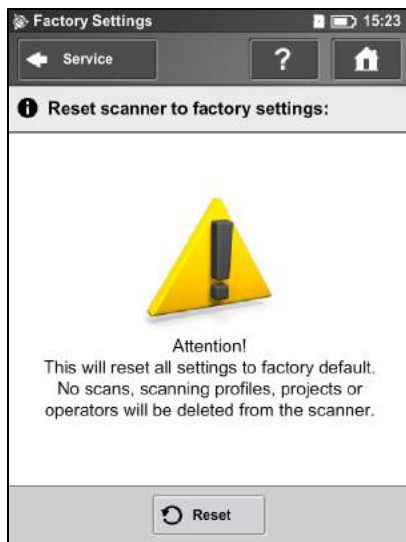 Factory Settings 15:23
Service ?
Reset scanner to factory settings:
Attention!
This will reset all settings to factory default.
No scans, scanning profiles, projects or
operators will be deleted from the scanner.
Reset